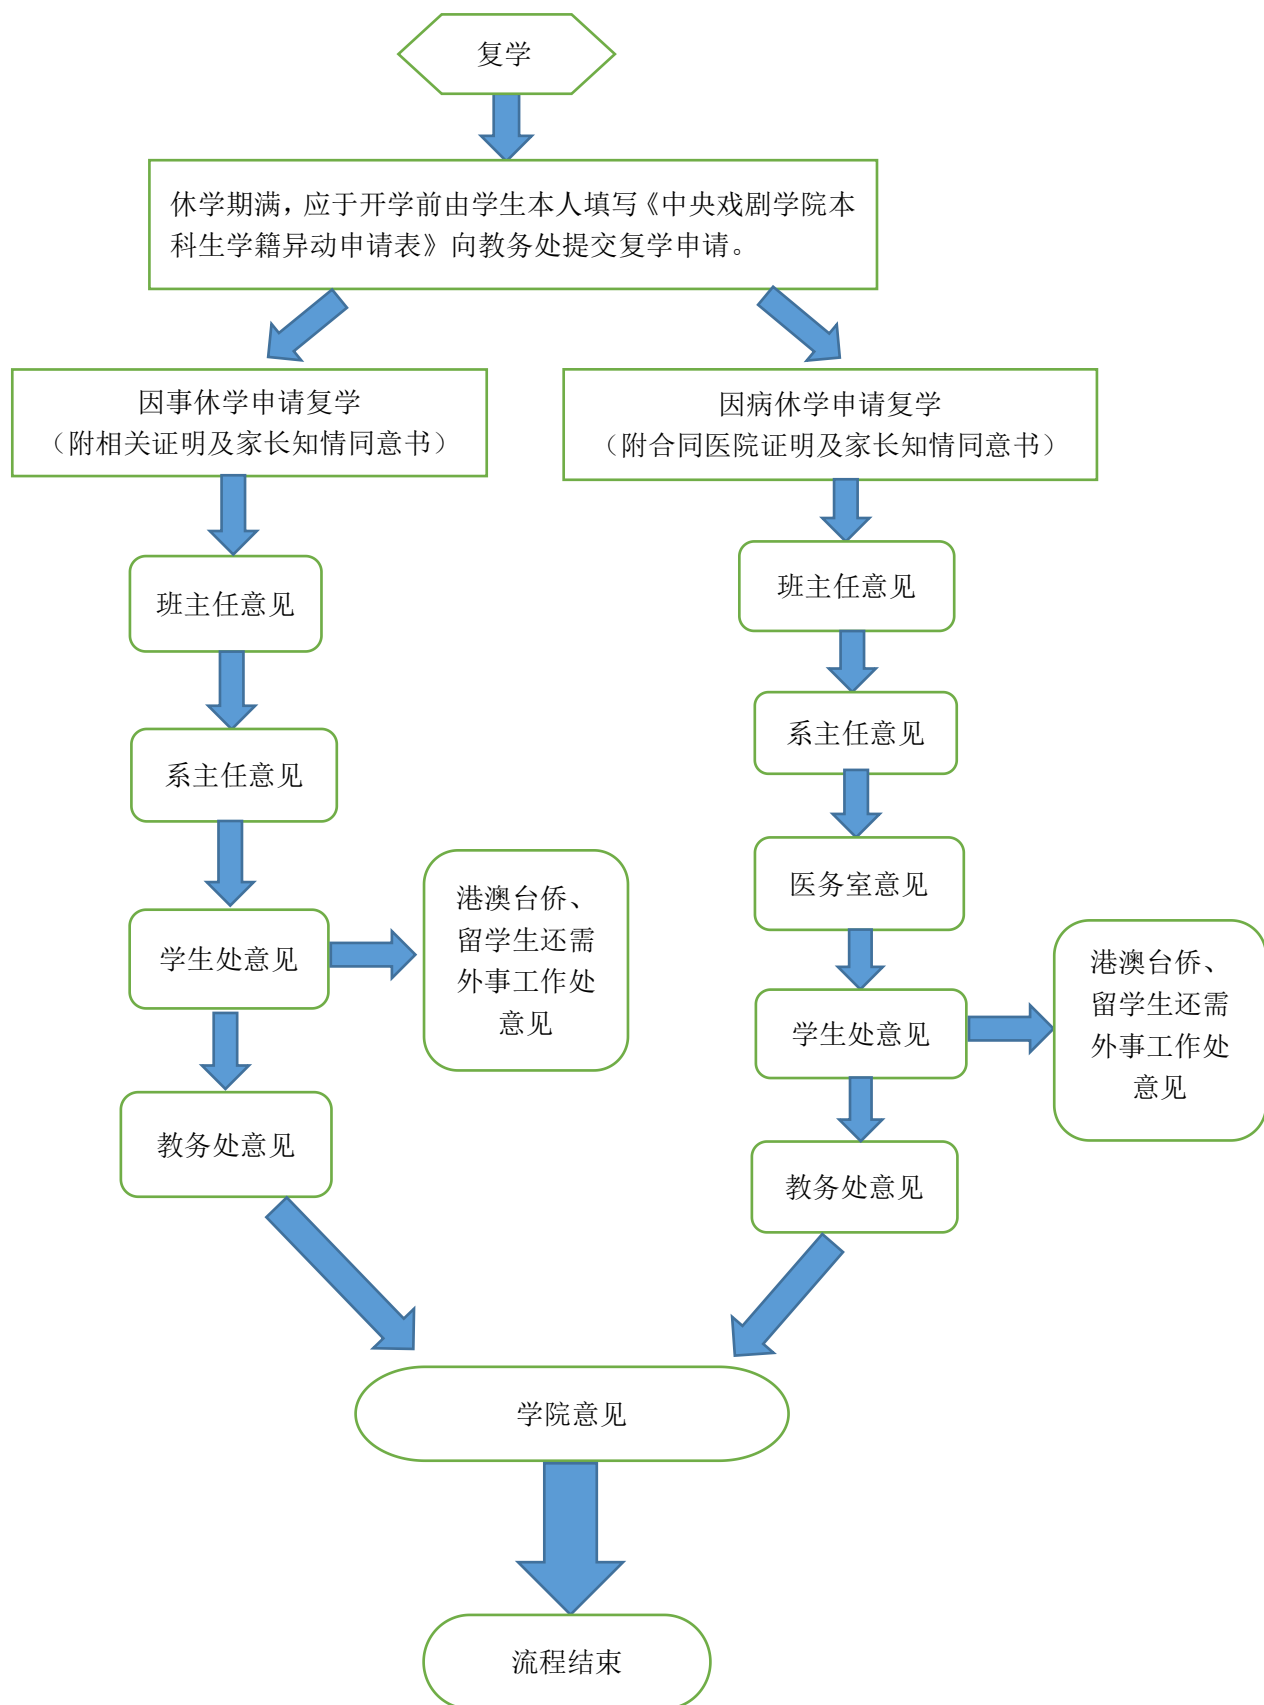 复学
休学期满，应于开学前由学生本人填写《中央戏剧学院本
科生学籍异动申请表》向教务处提交复学申请。
因事休学申请复学
（附相关证明及家长知情同意书）
班主任意见
系主任意见
学生处意见
港澳台侨、
留学生还需
外事工作处
意见
教务处意见
因病休学申请复学
（附合同医院证明及家长知情同意书）
班主任意见
系主任意见
医务室意见
学生处意见
港澳台侨、
留学生还需
外事工作处
意见
教务处意见
学院意见
流程结束